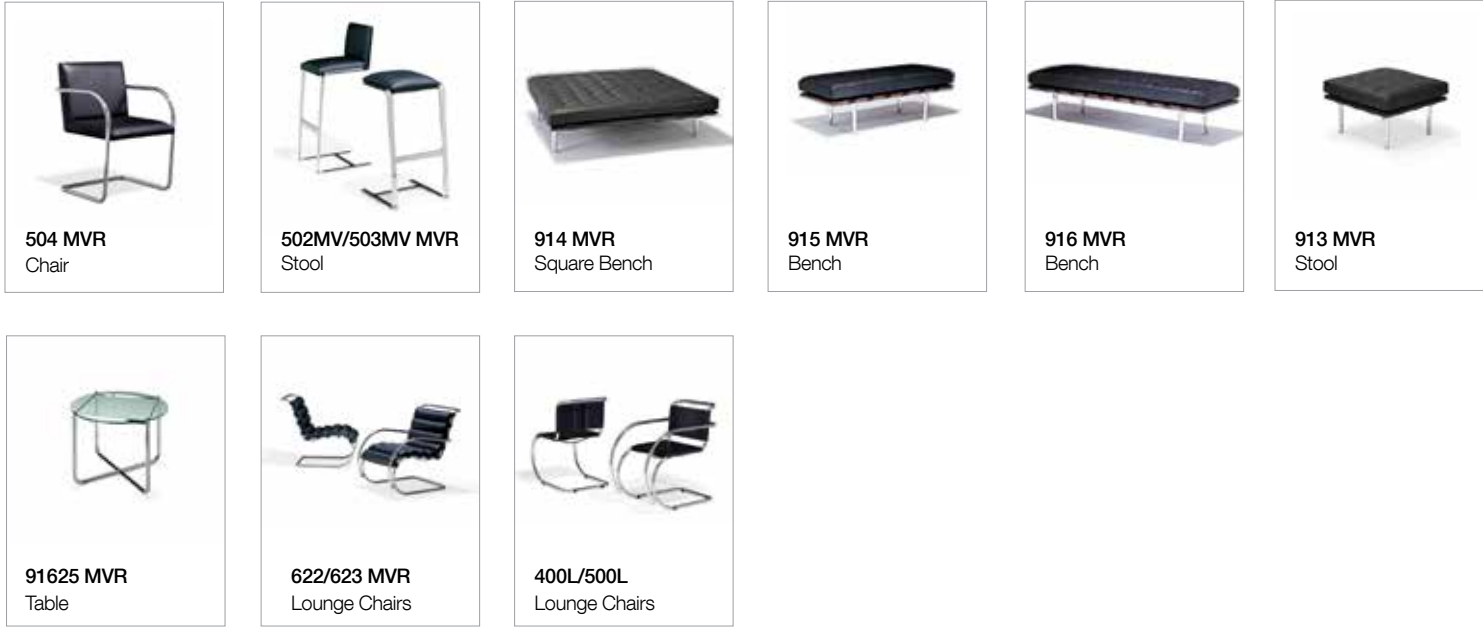 504 MVR
Chair
502MV/503MV MVR
Stool
914 MVR
Square Bench
915 MVR
Bench
916 MVR
Bench
913 MVR
Stool
91625 MVR
Table
622/623 MVR
Lounge Chairs
400L/500L
Lounge Chairs